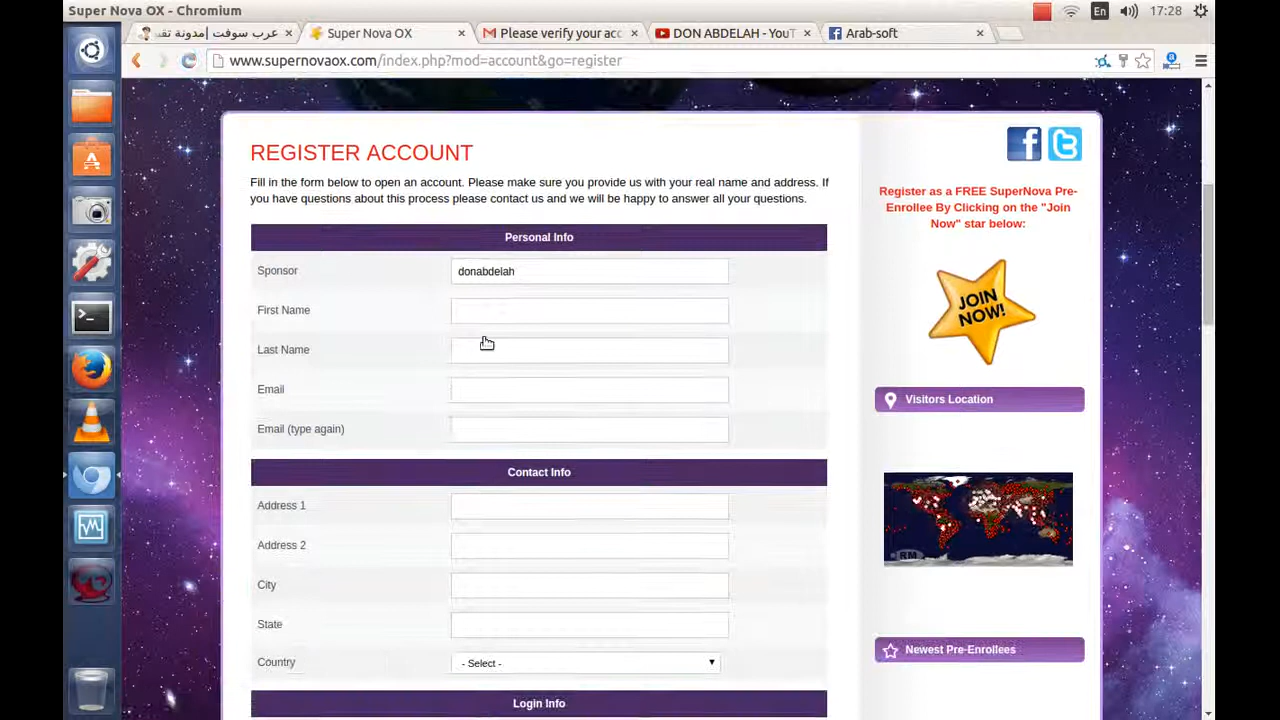 Super Nova OX - Chromium
En
17:28
عرب سوفت |مدونة تقـ
Super Nova OX
Please verify your acc
DON ABDELAH - YouT
Arab-soft
www.supernovaox.com/index.php?mod=account&go=register
REGISTER ACCOUNT
Fill in the form below to open an account. Please make sure you provide us with your real name and address. If
you have questions about this process please contact us and we will be happy to answer all your questions.
Personal Info
Sponsor
donabdelah
First Name
Last Name
Email
Email (type again)
Contact Info
Address 1
Address 2
City
State
Country
- Select -
Login Info
Register as a FREE SuperNova Pre-
Enrollee By Clicking on the "Join
Now" star below:
JOIN
NOW!
Visitors Location
RM
Newest Pre-Enrollees